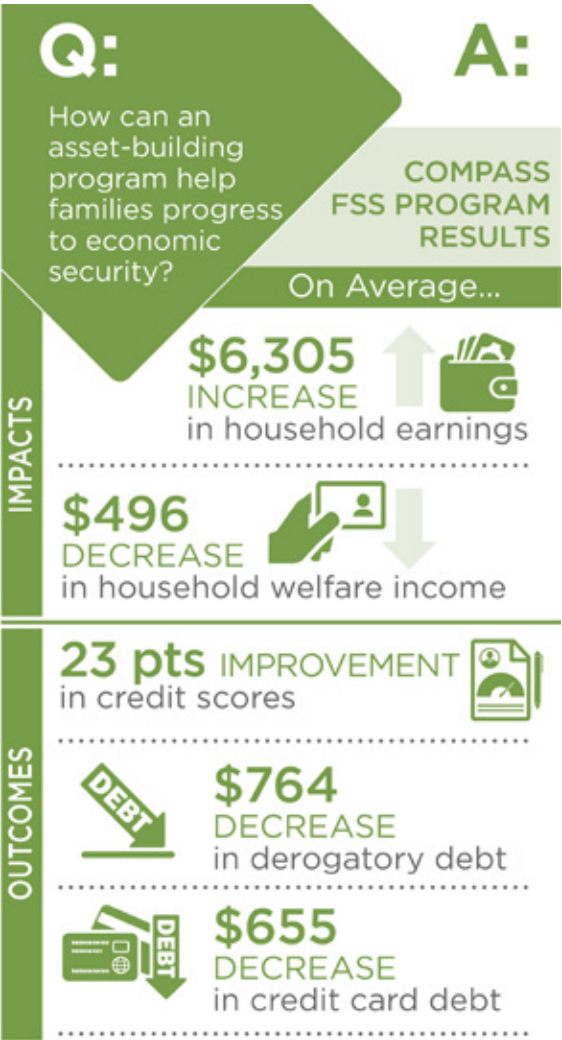 Q:
How can an
asset-building
program help
families progress
to economic
security?
A:
COMPASS
FSS PROGRAM
RESULTS
On Average...
IMPACTS
$6,305
INCREASE
in household earnings
$496
DECREASE
in household welfare income
OUTCOMES
23 pts IMPROVEMENT
in credit scores
DEBT
$764
DECREASE
in derogatory debt
DEBT
$655
DECREASE
in credit card debt